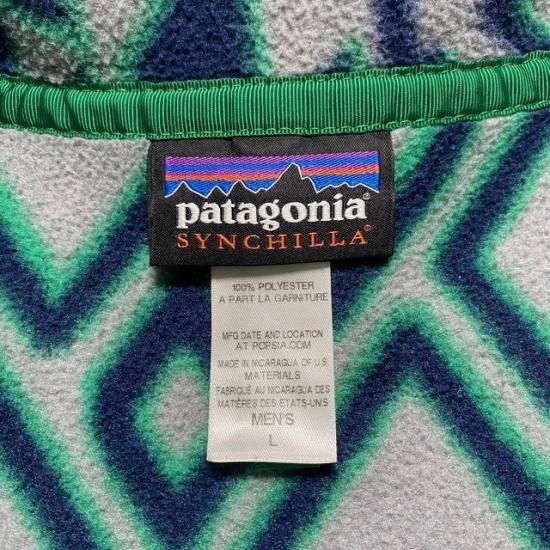 patagonia®
SYNCHILLA®
100% POLYESTER
A PART LA GARNITURE
MFG DATE AND LOCATION
AT PCPSIA.COM
MADE IN NICARAGUA OF U.S.
MATERIALS
FABRIQUÉ AU NICARAGUA DES
MATIÈRES DES ETATS-UNIS
MEN'S
L